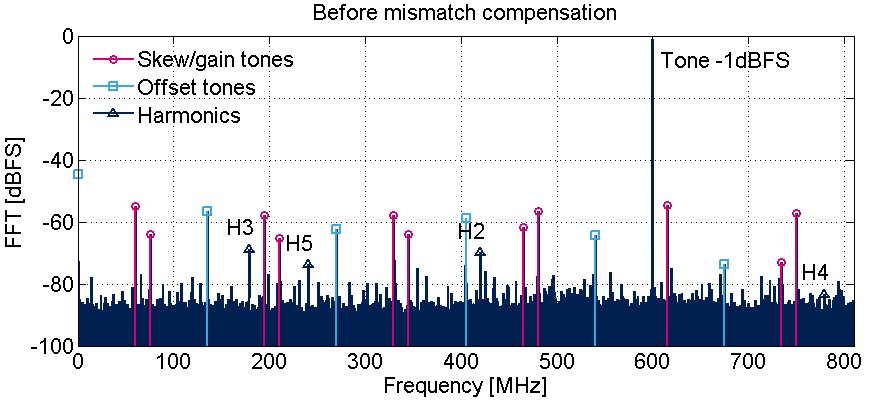 Before mismatch compensation
0
-20
-40
-60
-80
-100
FFT [dBFS]
Skew/gain tones
Offset tones
Harmonics
Tone -1dBFS
H3
H5
H2
H4
0 100 200 300 400 500 600 700 800
Frequency [MHz]